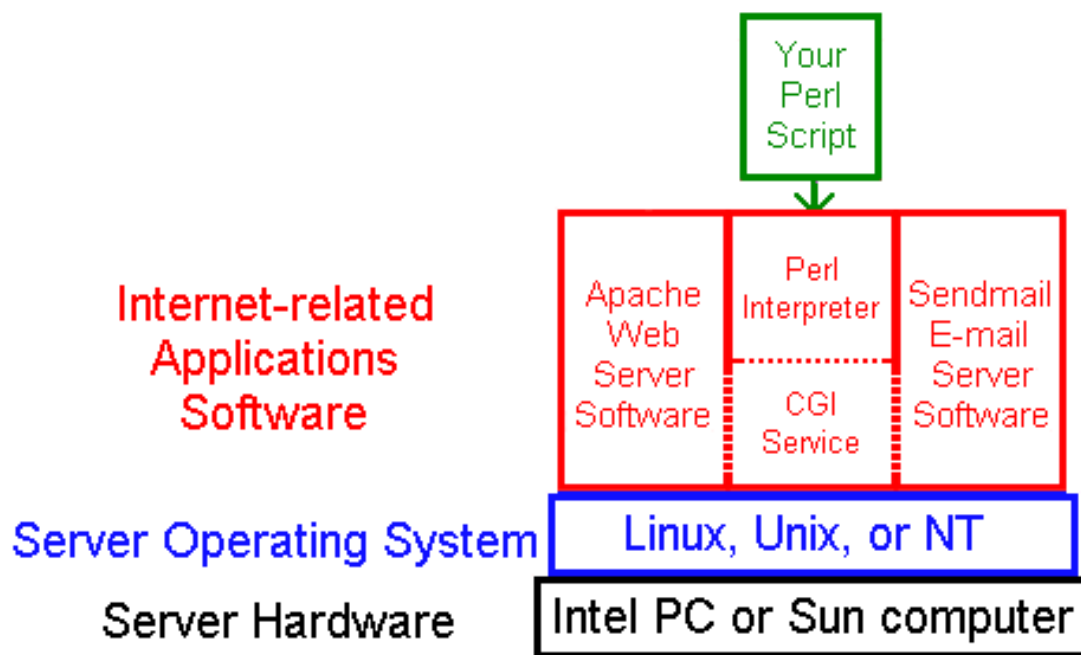 Your
Perl
Script
Internet-related
Applications
Software
Apache
Web
Server
Software
Perl
Interpreter
CGI
Service
Sendmail
E-mail
Server
Software
Server Operating System
Linux, Unix, or NT
Server Hardware
Intel PC or Sun computer